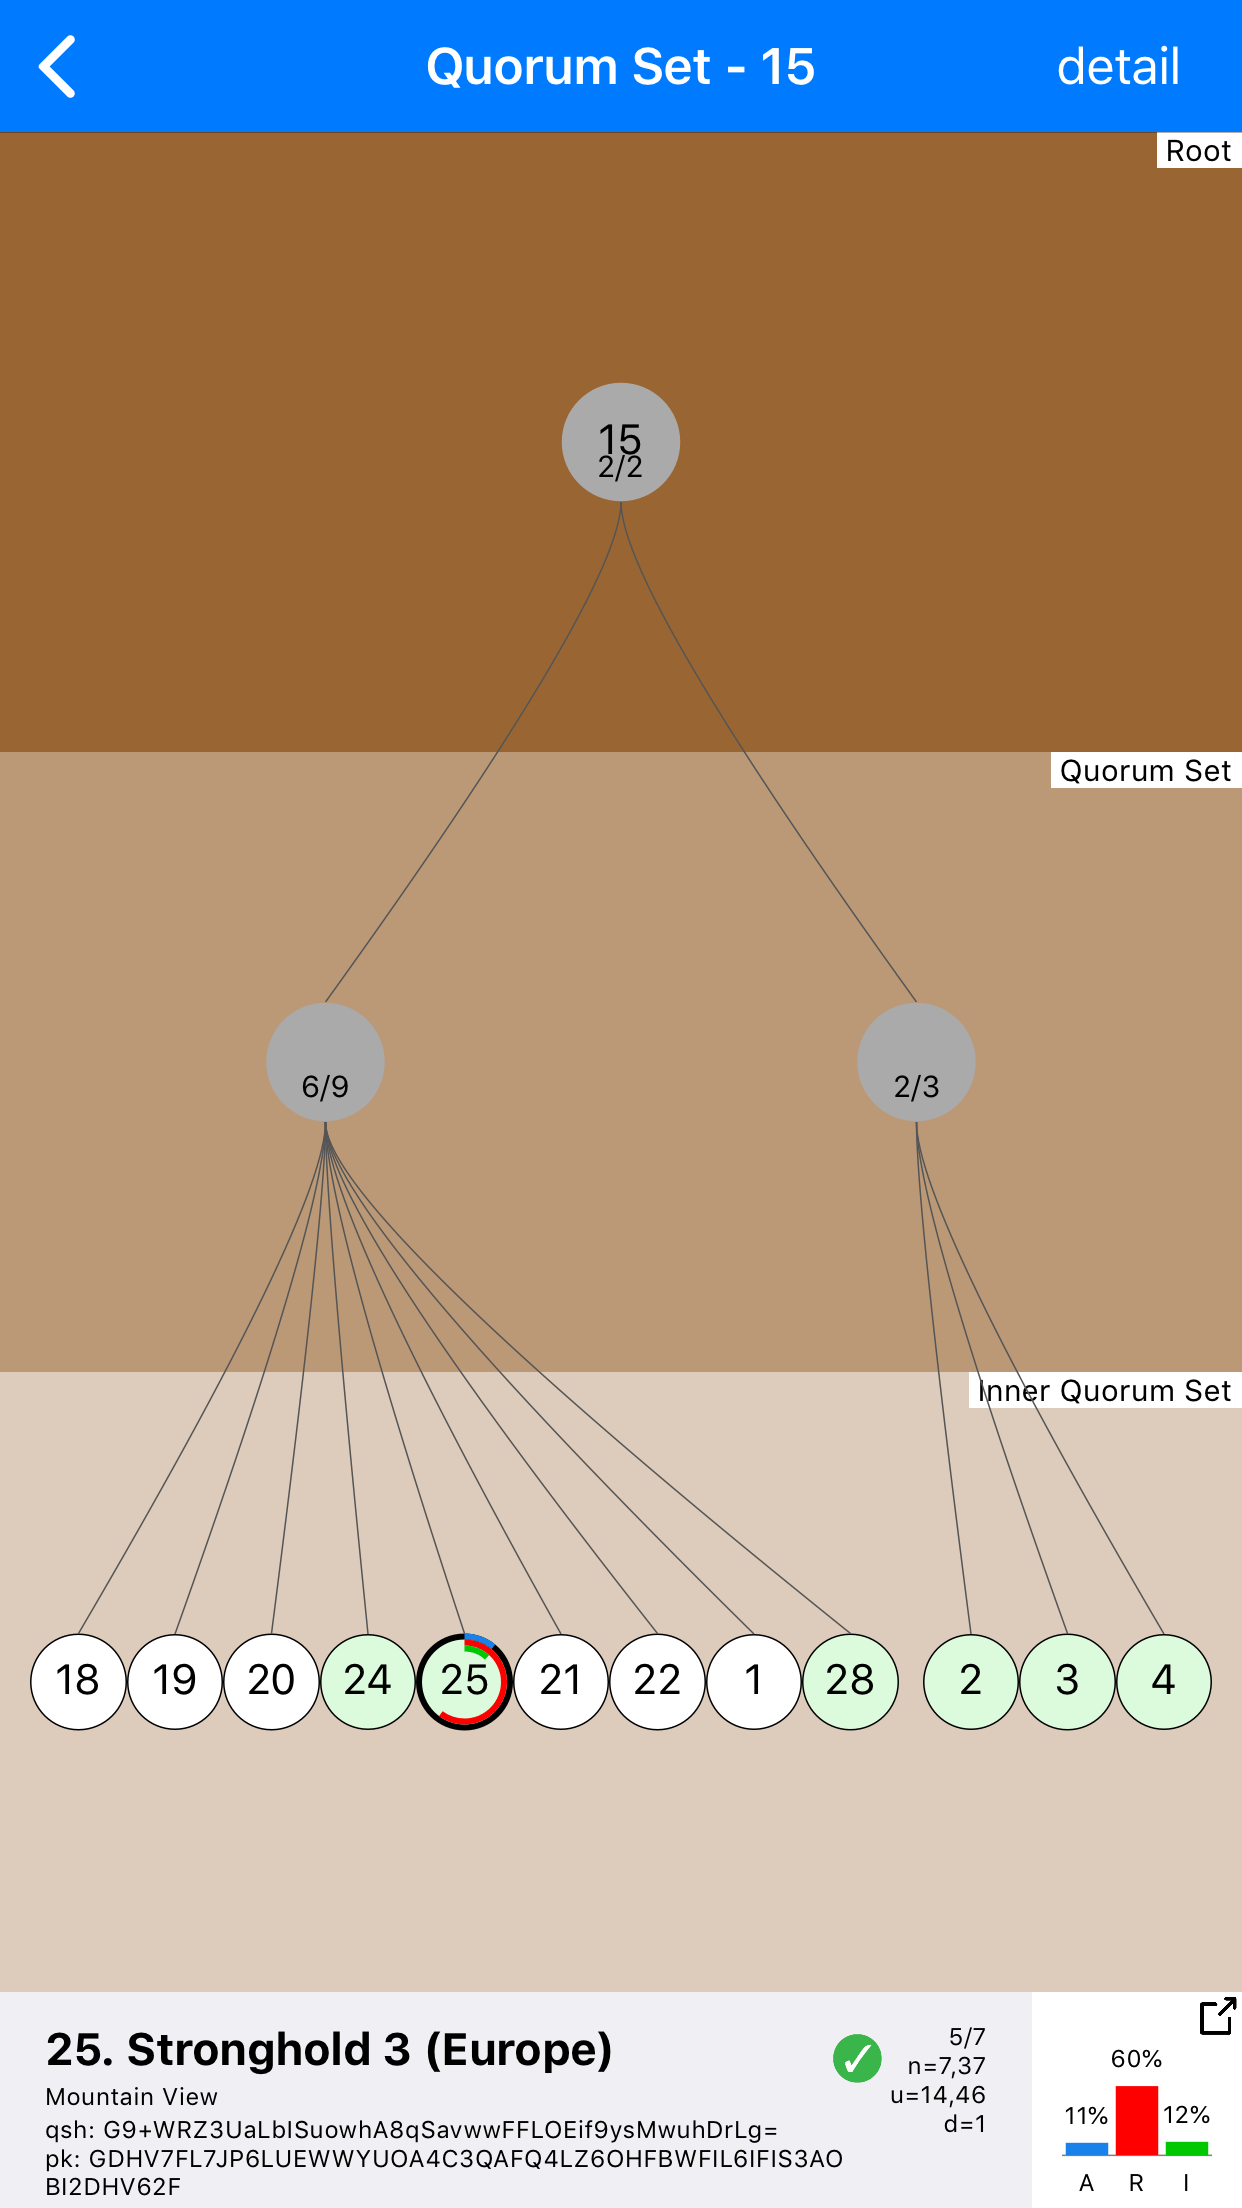 Quorum Set - 15
detail
Root
15
2/2
Quorum Set
6/9
2/3
Inner Quorum Set
18 19 20 24 25 21 22 1 28 2 3 4
25. Stronghold 3 (Europe)
Mountain View
qsh: G9+WRZ3UaLbISuowhA8qSavwwFFLOEif9ysMwuhDrLg=
pk: GDHV7FL7JP6LUEWWYUOA4C3QAFQ4LZ6OHFBWFIL6IFIS3AO
BI2DHV62F
5/7
n=7,37
u=14,46
d=1
60%
11%
12%
A R I